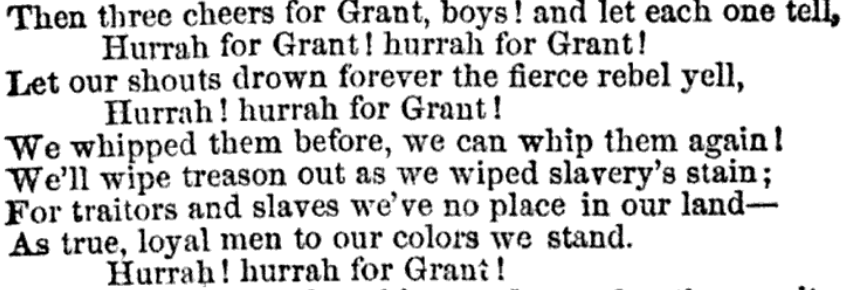 Then three cheers for Grant, boys! and let each one tell,
Hurrah for Grant! hurrah for Grant!
Let our shouts drown forever the fierce rebel yell,
Hurrah! hurrah for Grant!
We whipped them before, we can whip them again!
We'll wipe treason out as we wiped slavery's stain;
For traitors and slaves we've no place in our land—
As true, loyal men to our colors we stand.
Hurrah! hurrah for Grant!